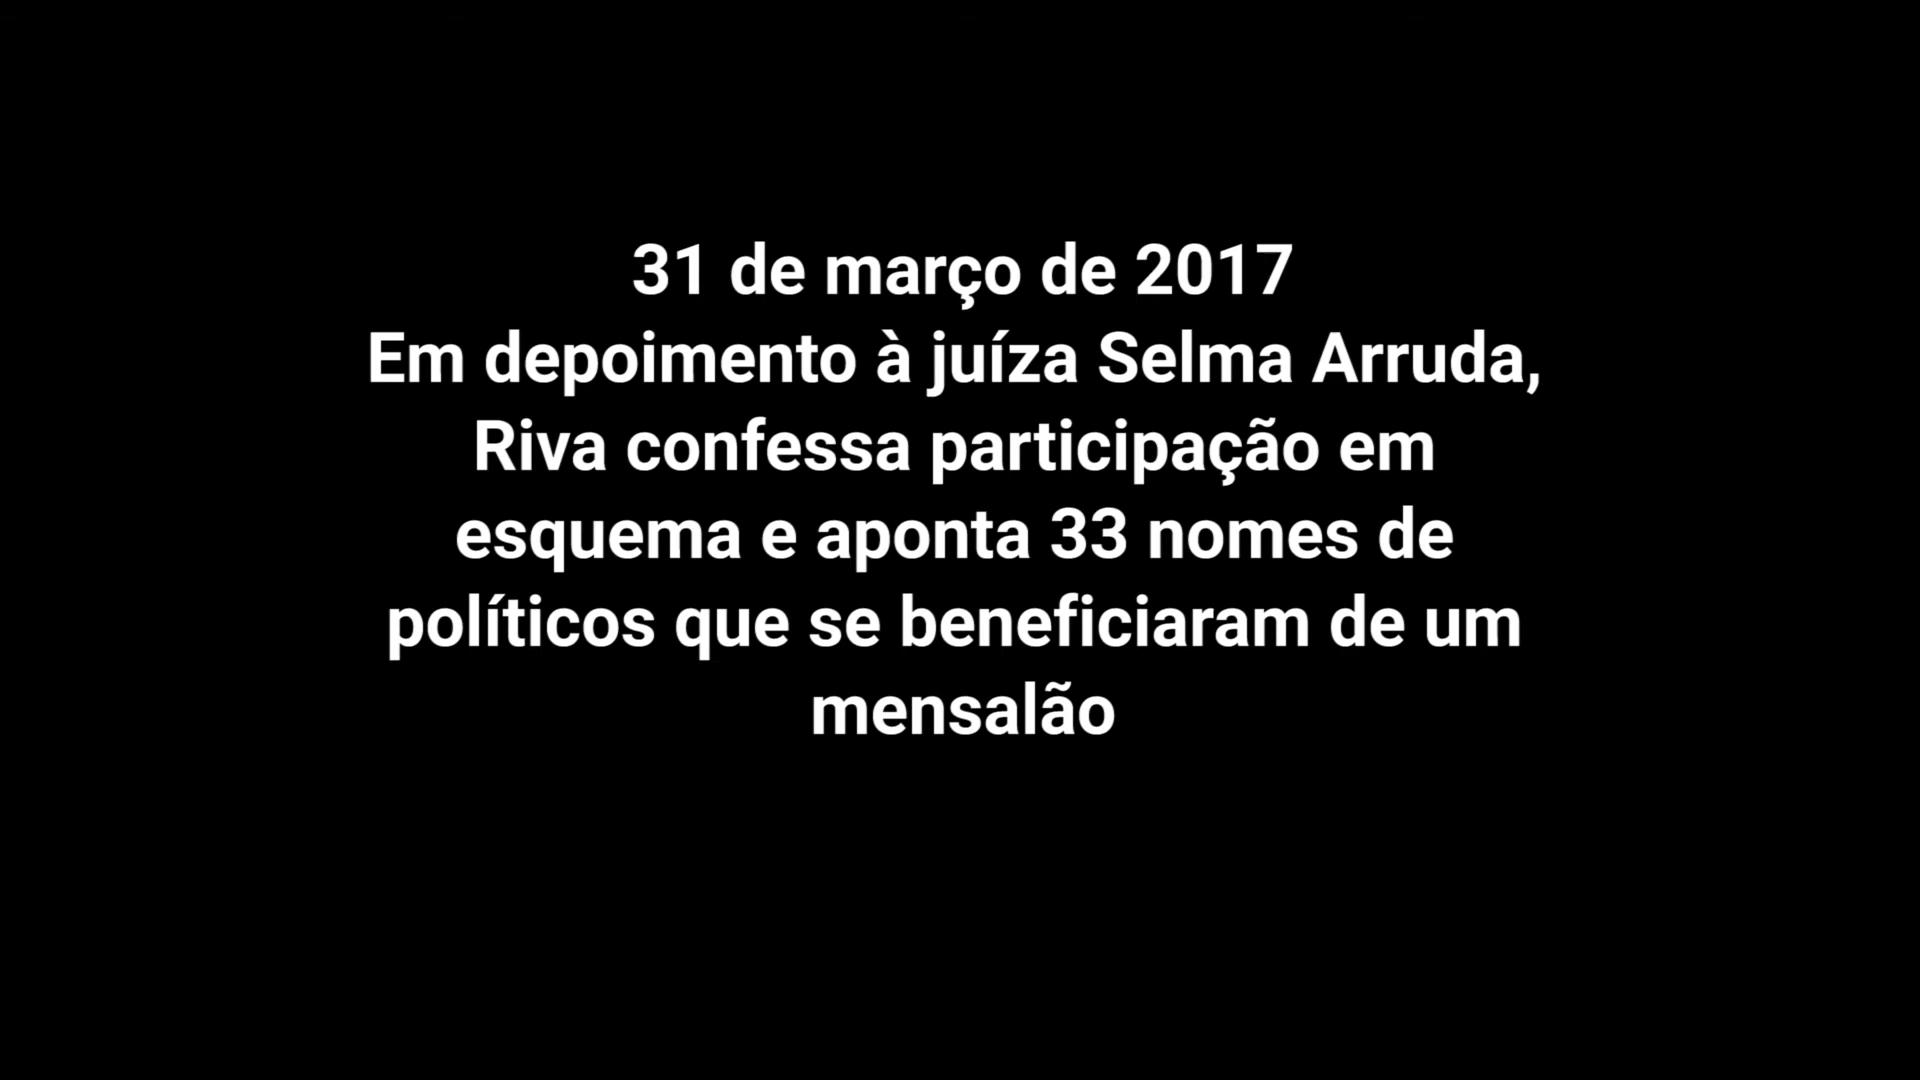 31 de março de 2017
Em depoimento à juíza Selma Arruda,
Riva confessa participação em
esquema e aponta 33 nomes de
políticos que se beneficiaram de um
mensalão